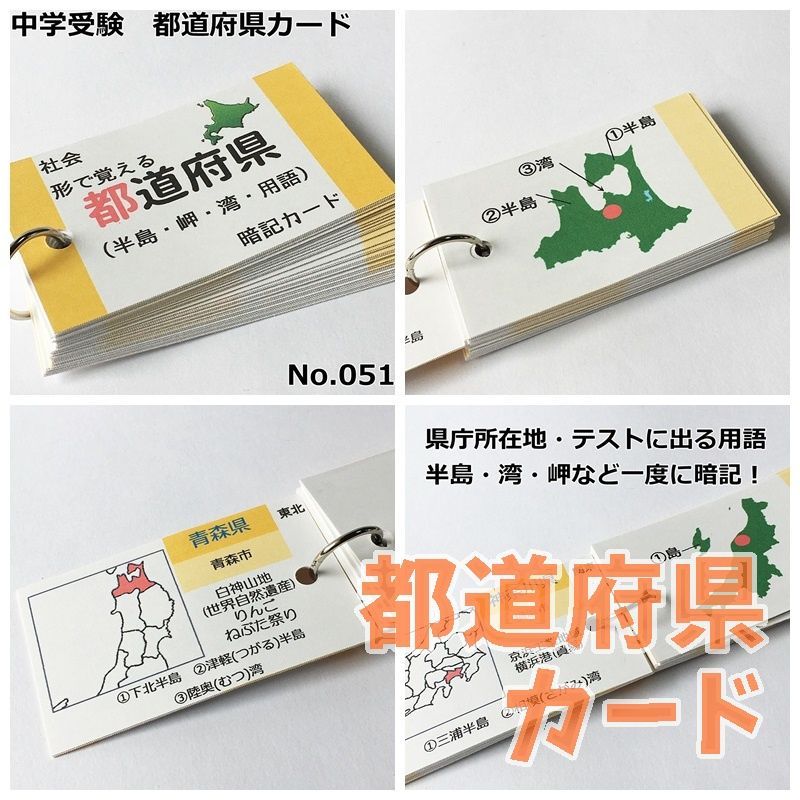 中学受験　都道府県カード
社会
形で覚える
都道府県
(半島・岬・湾・用語)
暗記カード
No.051
①半島
③湾
②半島
半島
東北
青森県
青森市
白神山地
(世界自然遺産)
りんご
ねぶた祭り
①下北半島
②津軽(つがる)半島
③陸奥(むつ)湾
県庁所在地・テストに出る用語
半島・湾・岬など一度に暗記！
①島
横浜港
①三浦半島
湾
都道府県
カード